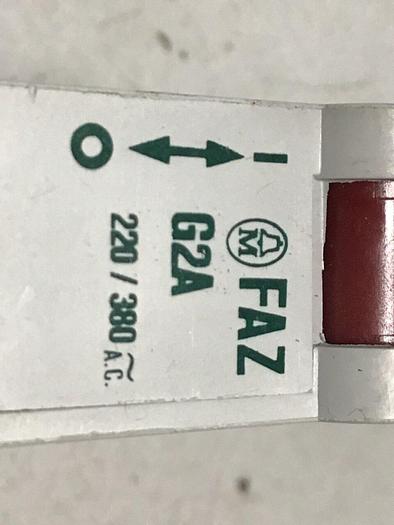 I
O
M FAZ
G2A
220 / 380 ~
A.C.